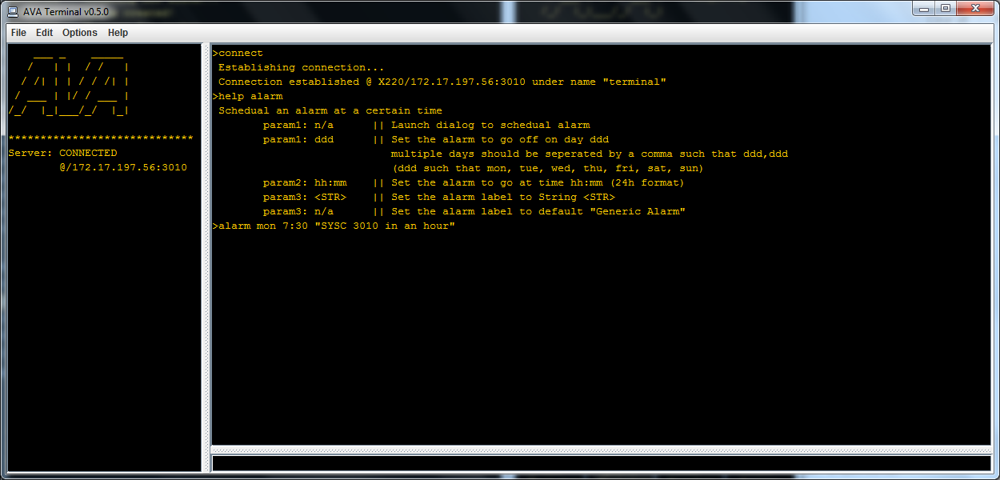 AVA Terminal v0.5.0
File Edit Options Help
AVA
*****************************
Server: CONNECTED
@/172.17.197.56:3010
>connect
Establishing connection...
Connection established @ X220/172.17.197.56:3010 under name "terminal"
>help alarm
Schedual an alarm at a certain time
param1: n/a || Launch dialog to schedual alarm
param1: ddd || Set the alarm to go off on day ddd
multiple days should be seperated by a comma such that ddd,ddd
(ddd such that mon, tue, wed, thu, fri, sat, sun)
param2: hh:mm || Set the alarm to go at time hh:mm (24h format)
param3: <STR> || Set the alarm label to String <STR>
param3: n/a || Set the alarm label to default "Generic Alarm"
>alarm mon 7:30 "SYSC 3010 in an hour"